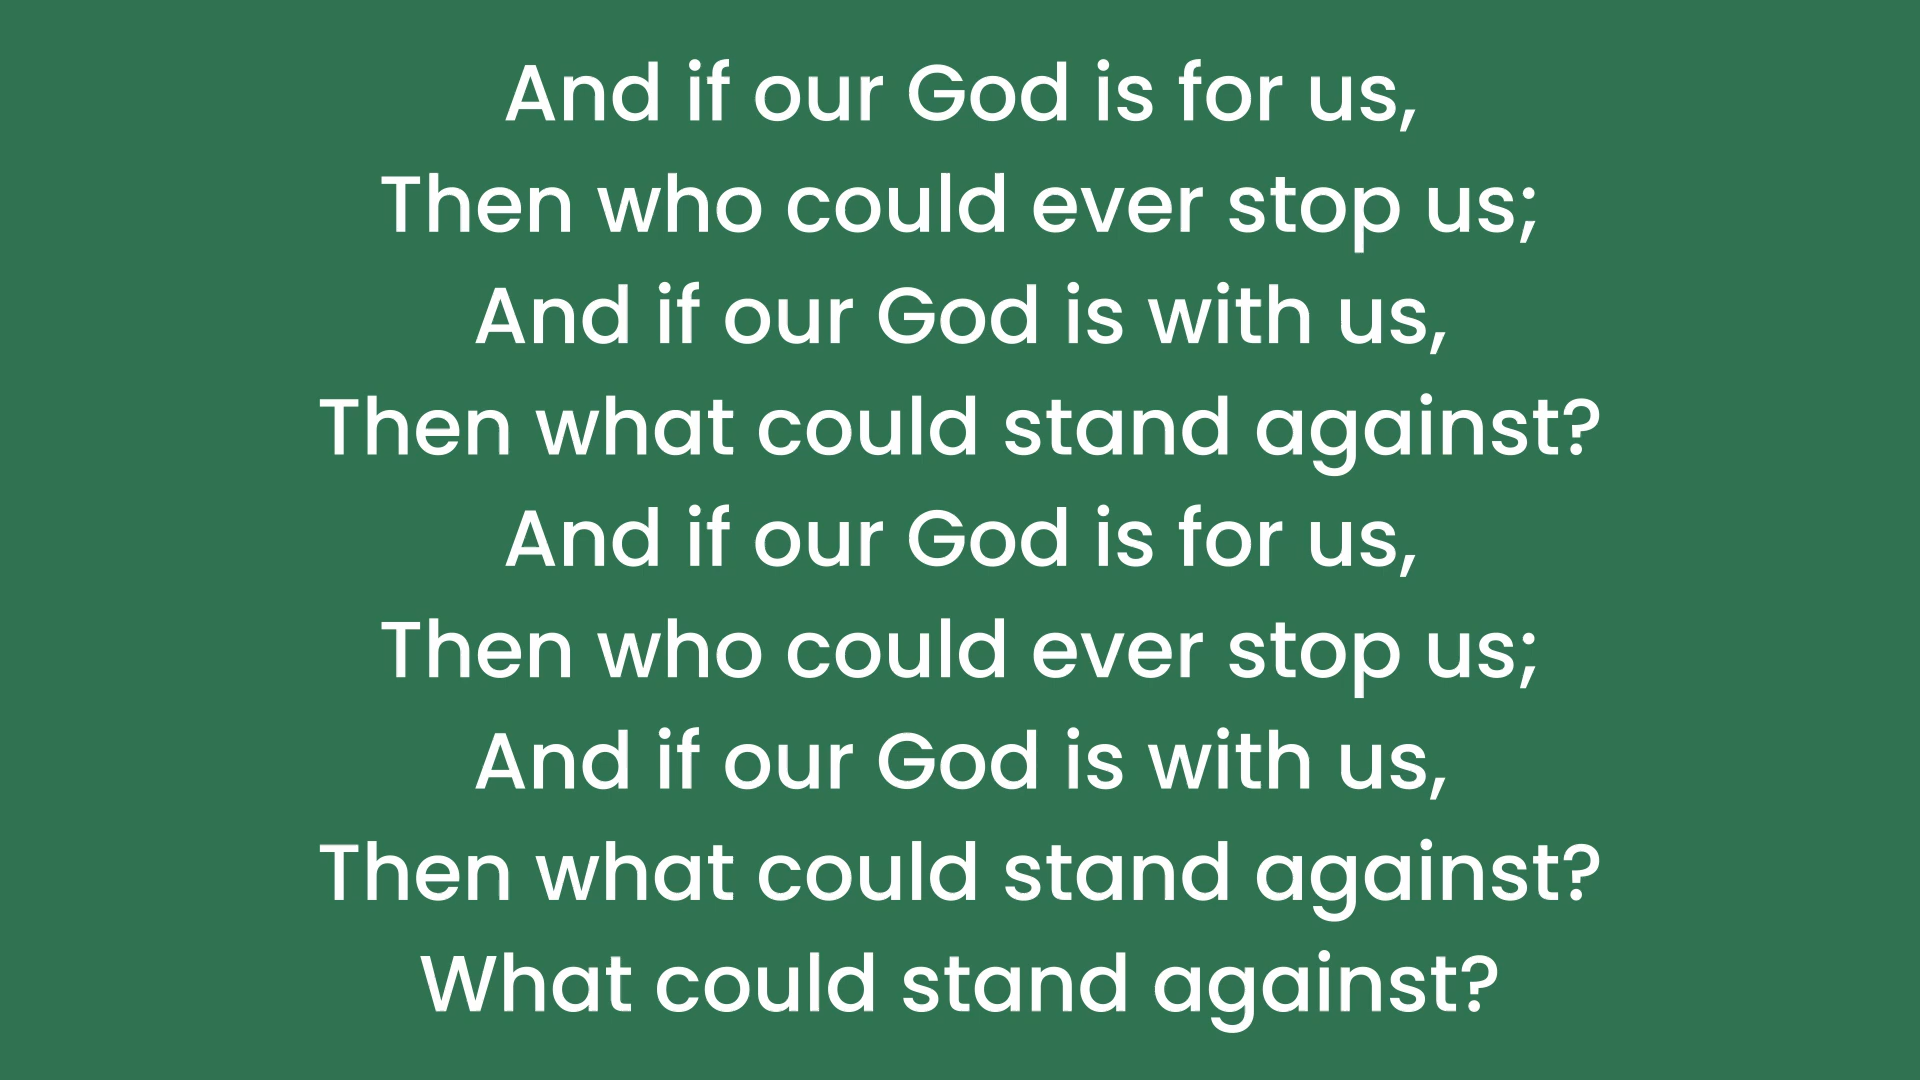 And if our God is for us,
Then who could ever stop us;
And if our God is with us,
Then what could stand against?
And if our God is for us,
Then who could ever stop us;
And if our God is with us,
Then what could stand against?
What could stand against?